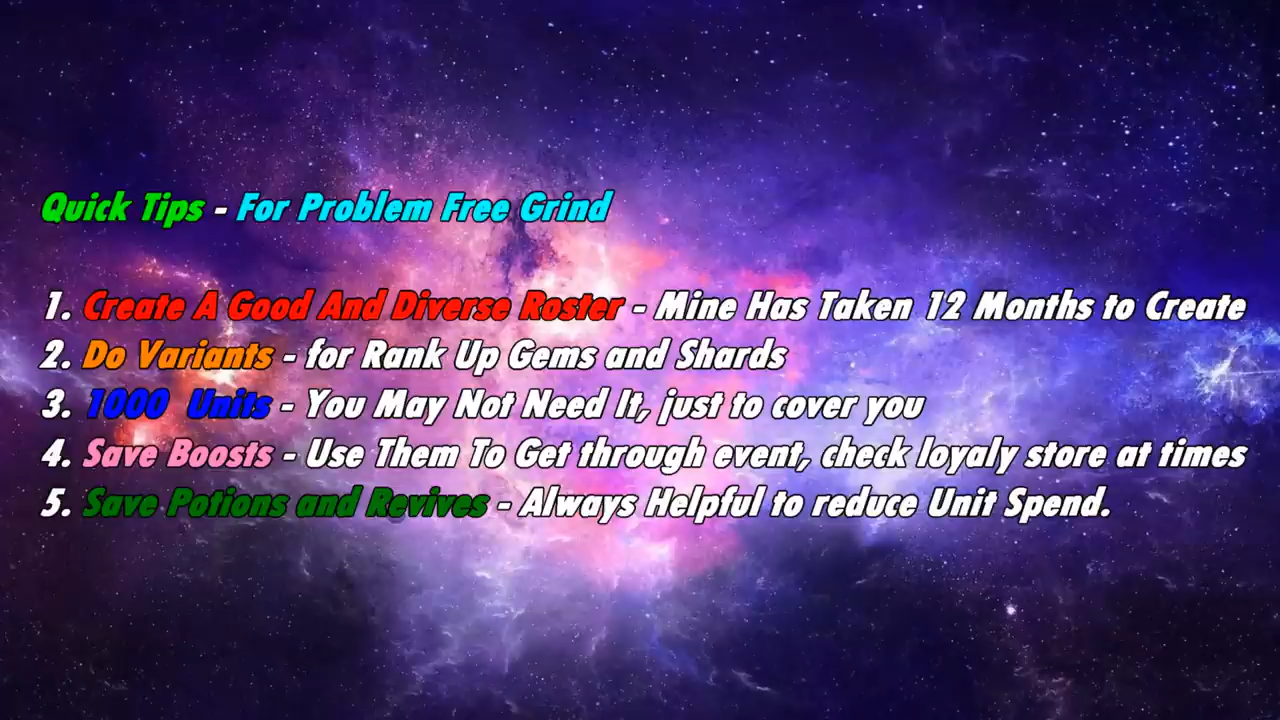 Quick Tips - For Problem Free Grind
1. Create A Good And Diverse Roster - Mine Has Taken 12 Months to Create
2. Do Variants - for Rank Up Gems and Shards
3. 1000 Units - You May Not Need It, just to cover you
4. Save Boosts - Use Them To Get through event, check loyaly store at times
5. Save Potions and Revives - Always Helpful to reduce Unit Spend.